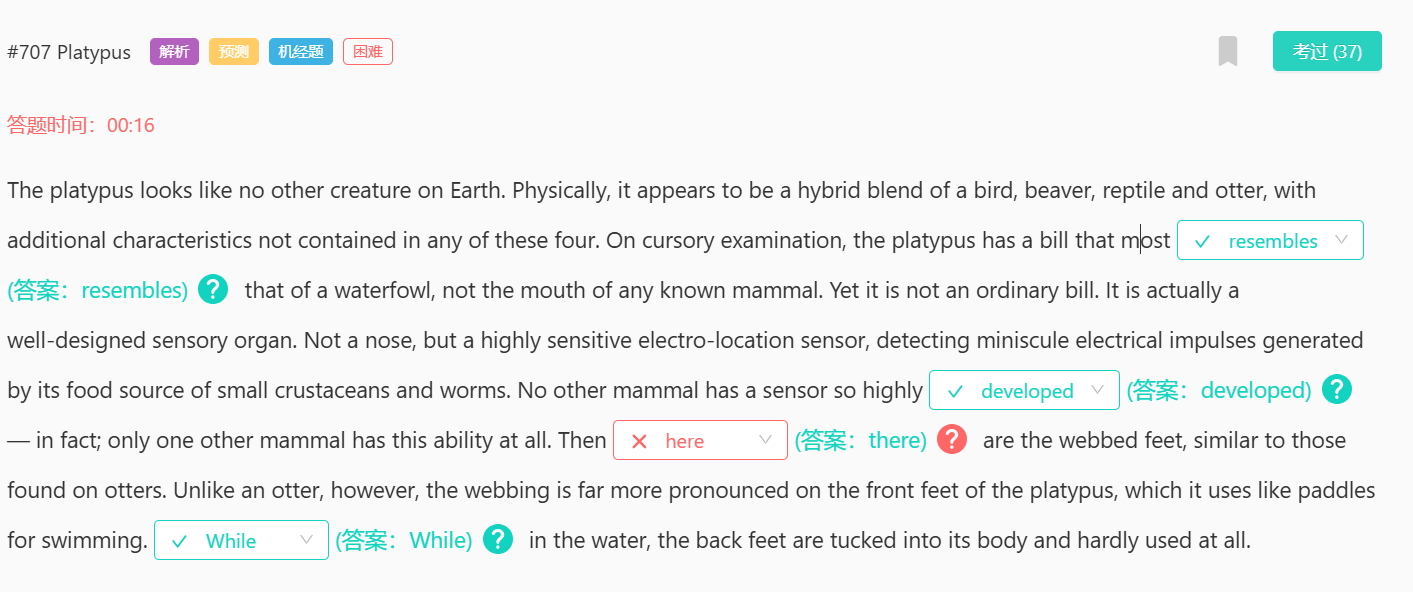 #707 Platypus 解析 预测 机经题 困难 考过 (37)
答题时间：00:16
The platypus looks like no other creature on Earth. Physically, it appears to be a hybrid blend of a bird, beaver, reptile and otter, with
additional characteristics not contained in any of these four. On cursory examination, the platypus has a bill that most resembles
(答案：resembles) ? that of a waterfowl, not the mouth of any known mammal. Yet it is not an ordinary bill. It is actually a
well-designed sensory organ. Not a nose, but a highly sensitive electro-location sensor, detecting miniscule electrical impulses generated
by its food source of small crustaceans and worms. No other mammal has a sensor so highly developed (答案：developed) ?
— in fact; only one other mammal has this ability at all. Then here (答案：there) ? are the webbed feet, similar to those
found on otters. Unlike an otter, however, the webbing is far more pronounced on the front feet of the platypus, which it uses like paddles
for swimming. While (答案：While) ? in the water, the back feet are tucked into its body and hardly used at all.